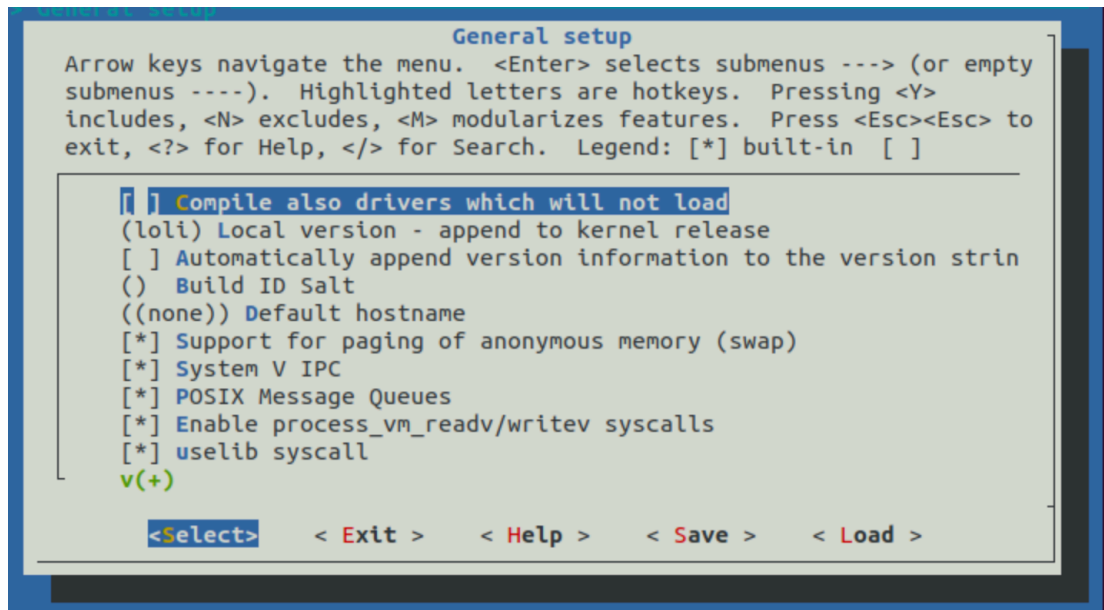 > General setup
General setup
Arrow keys navigate the menu.  <Enter> selects submenus ---> (or empty
submenus ----).  Highlighted letters are hotkeys.  Pressing <Y>
includes, <N> excludes, <M> modularizes features.  Press <Esc><Esc> to
exit, <?> for Help, </> for Search.  Legend: [*] built-in  [ ]
[ ] Compile also drivers which will not load
(loli) Local version - append to kernel release
[ ] Automatically append version information to the version strin
()  Build ID Salt
((none)) Default hostname
[*] Support for paging of anonymous memory (swap)
[*] System V IPC
[*] POSIX Message Queues
[*] Enable process_vm_readv/writev syscalls
[*] uselib syscall
v(+)
<Select>    < Exit >    < Help >    < Save >    < Load >